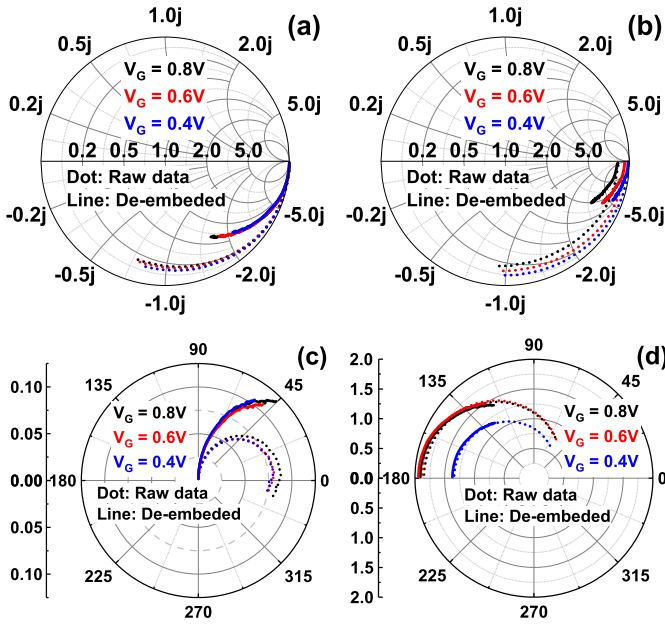 (a)
1.0j
0.5j
2.0j
V_G = 0.8V
V_G = 0.6V
V_G = 0.4V
0.2j
5.0j
0.2 0.5 1.0 2.0 5.0
Dot: Raw data
Line: De-embeded
-0.2j
-5.0j
-0.5j
-2.0j
-1.0j
(b)
1.0j
0.5j
2.0j
V_G = 0.8V
V_G = 0.6V
V_G = 0.4V
0.2j
5.0j
0.2 0.5 1.0 2.0 5.0
Dot: Raw data
Line: De-embeded
-0.2j
-5.0j
-0.5j
-2.0j
-1.0j
(c)
90
135
45
0.10
V_G = 0.8V
0.05
V_G = 0.6V
V_G = 0.4V
0.00
180
0
Dot: Raw data
Line: De-embeded
0.05
0.10
225
315
270
(d)
2.0
90
135
45
1.5
V_G = 0.8V
1.0
V_G = 0.6V
0.5
V_G = 0.4V
0.0
180
0
Dot: Raw data
Line: De-embeded
0.5
1.0
1.5
225
315
2.0
270